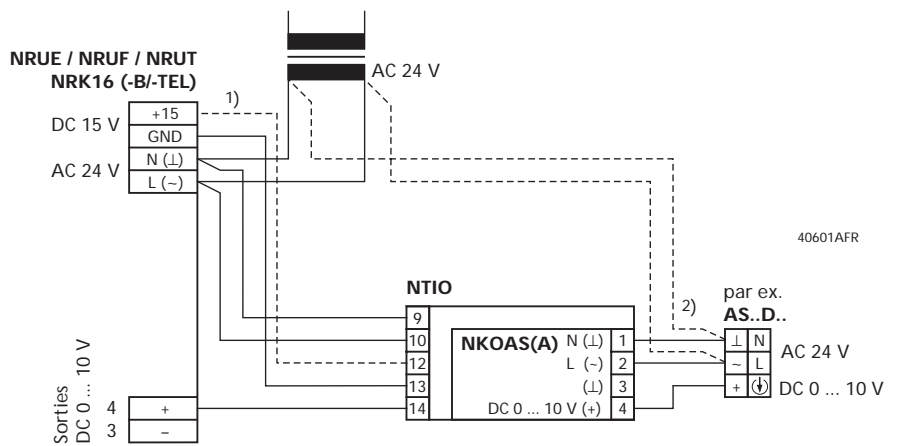 NRUE / NRUF / NRUT
NRK16 (-B/-TEL)
AC 24 V
1)
DC 15 V
+15
GND
AC 24 V
N (⊥)
L (~)
40601AFR
NTIO
9
10
12
13
14
NKOAS(A)
N (⊥) 1
L (~) 2
(⊥) 3
DC 0 ... 10 V (+) 4
2)
par ex.
AS..D..
⊥ N
~ L
+
AC 24 V
DC 0 ... 10 V
Sorties
DC 0 ... 10 V
4 +
3 –